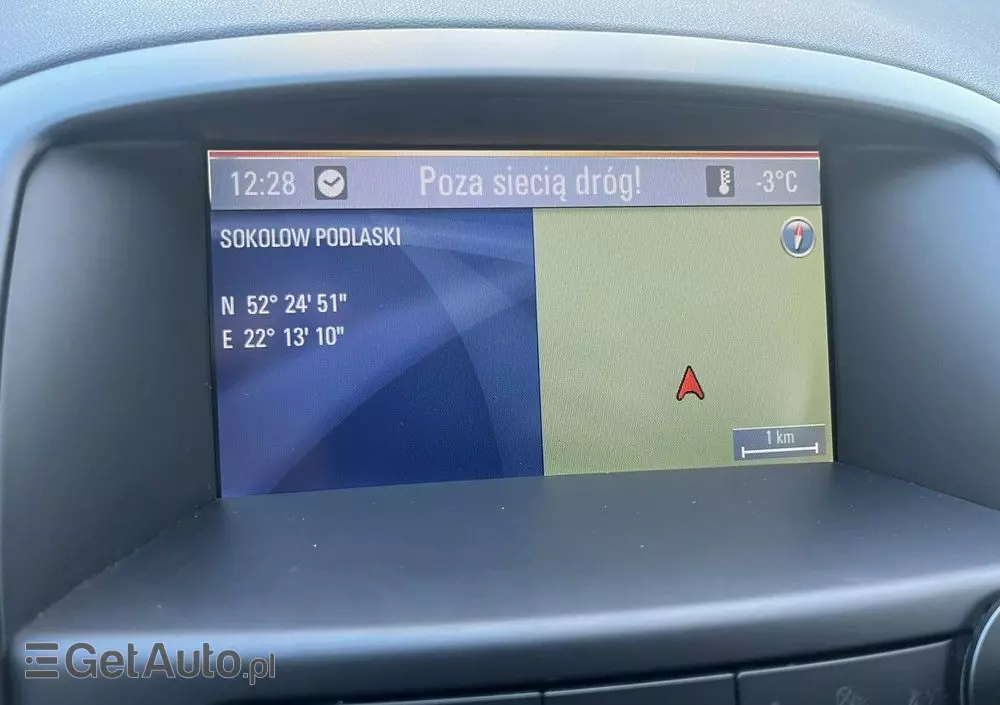 12:28 Poza siecią dróg! -3°C
SOKOLOW PODLASKI
N 52° 24' 51"
E 22° 13' 10"
1 km
GetAuto.pl